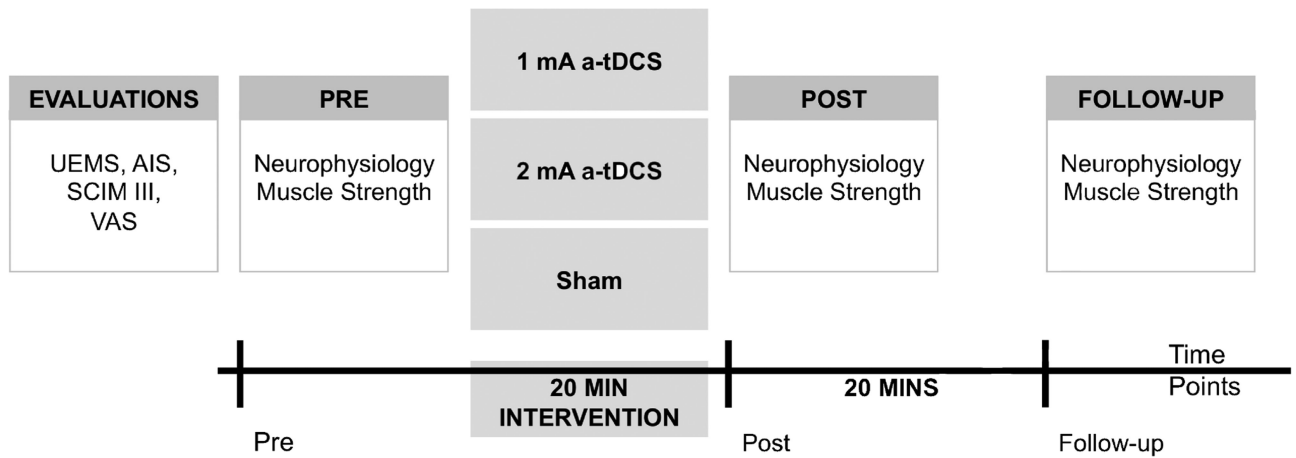 EVALUATIONS
UEMS, AIS,
SCIM III,
VAS
PRE
Neurophysiology
Muscle Strength
1 mA a-tDCS
2 mA a-tDCS
Sham
POST
Neurophysiology
Muscle Strength
FOLLOW-UP
Neurophysiology
Muscle Strength
20 MIN
INTERVENTION
20 MINS
Time
Points
Pre
Post
Follow-up